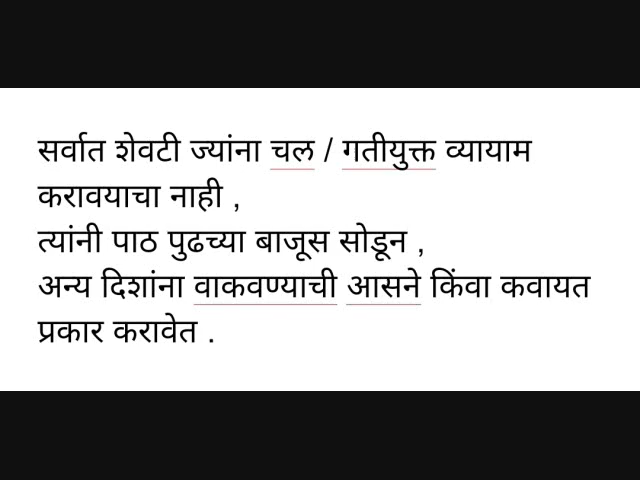 सर्वात शेवटी ज्यांना चल / गतीयुक्त व्यायाम
करावयाचा नाही ,
त्यांनी पाठ पुढच्या बाजूस सोडून ,
अन्य दिशांना वाकवण्याची आसने किंवा कवायत
प्रकार करावेत .